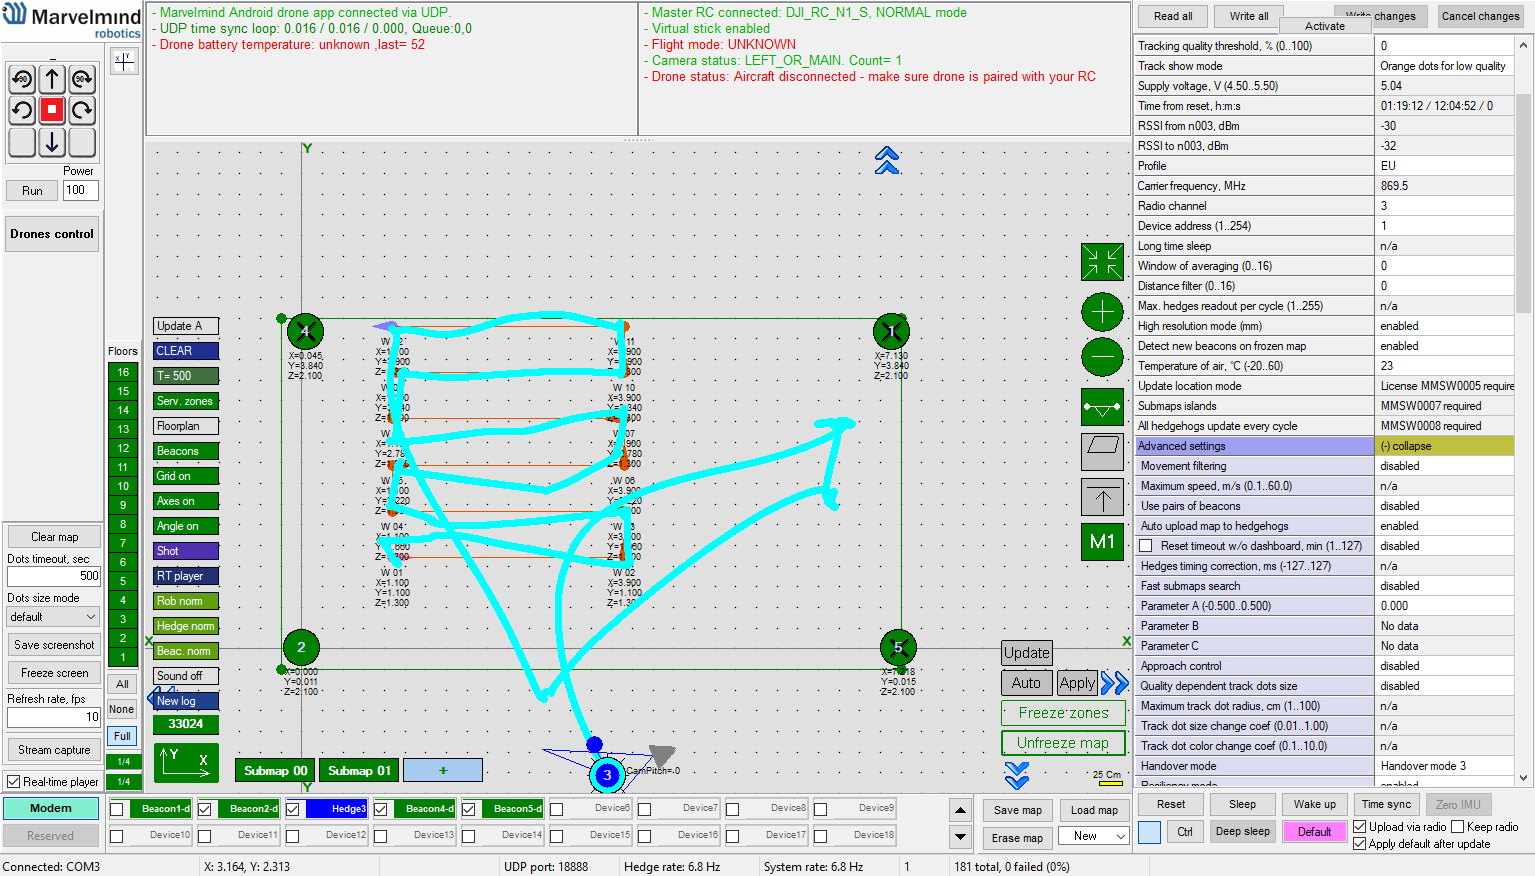 Marvelmind
robotics
- Marvelmind Android drone app connected via UDP.
- UDP time sync loop: 0.016 / 0.016 / 0.000, Queue:0,0
- Drone battery temperature: unknown ,last= 52
- Master RC connected: DJI_RC_N1_S, NORMAL mode
- Virtual stick enabled
- Flight mode: UNKNOWN
- Camera status: LEFT_OR_MAIN. Count= 1
- Drone status: Aircraft disconnected - make sure drone is paired with your RC
Read all
Write all
Write changes
Cancel changes
Activate
90
90
Power
Run
100
Drones control
Clear map
Dots timeout, sec
500
Dots size mode
default
Save screenshot
Freeze screen
Refresh rate, fps
10
Stream capture
Real-time player
X Y
Floors
16
15
14
13
12
11
10
9
8
7
6
5
4
3
2
1
All
None
Full
1/4
1/4
Update A
CLEAR
T= 500
Serv. zones
Floorplan
Beacons
Grid on
Axes on
Angle on
Shot
RT player
Rob norm
Hedge norm
Beac. norm
Sound off
New log
33024
Y X
Y
X
X
Y
4
X=0.045,
Y=3.840
Z=2.100
1
X=7.130
Y=3.840
Z=2.100
2
X=0.000
Y=0.011
Z=2.100
5
Y=0.015
Z=2.100
3
CamPitch=-0
W 10
X=3.900
W 06
W 04
W 01
X=1.100
Y=1.100
Z=1.300
W 02
X=3.900
Y=1.100
M1
Update
Auto
Apply
Freeze zones
Unfreeze map
25 Cm
Submap 00
Submap 01
+
Tracking quality threshold, % (0..100) 0
Track show mode Orange dots for low quality
Supply voltage, V (4.50..5.50) 5.04
Time from reset, h:m:s 01:19:12 / 12:04:52 / 0
RSSI from n003, dBm -30
RSSI to n003, dBm -32
Profile EU
Carrier frequency, MHz 869.5
Radio channel 3
Device address (1..254) 1
Long time sleep n/a
Window of averaging (0..16) 0
Distance filter (0..16) 0
Max. hedges readout per cycle (1..255) n/a
High resolution mode (mm) enabled
Detect new beacons on frozen map enabled
Temperature of air, °C (-20..60) 23
Update location mode License MMSW0005 require
Submaps islands MMSW0007 required
All hedgehogs update every cycle MMSW0008 required
Advanced settings (-) collapse
Movement filtering disabled
Maximum speed, m/s (0.1..60.0) n/a
Use pairs of beacons disabled
Auto upload map to hedgehogs enabled
Reset timeout w/o dashboard, min (1..127) disabled
Hedges timing correction, ms (-127..127) n/a
Fast submaps search disabled
Parameter A (-0.500..0.500) 0.000
Parameter B No data
Parameter C No data
Approach control disabled
Quality dependent track dots size disabled
Maximum track dot radius, cm (1..100) n/a
Track dot size change coef (0.01..1.00) n/a
Track dot color change coef (0.1..10.0) n/a
Handover mode Handover mode 3
Modem
Reserved
Beacon1-d
Beacon2-d
Hedge3
Beacon4-d
Beacon5-d
Device6
Device7
Device8
Device9
Device10
Device11
Device12
Device13
Device14
Device15
Device16
Device17
Device18
Save map
Load map
Erase map
New
Reset
Sleep
Wake up
Time sync
Zero IMU
Ctrl
Deep sleep
Default
Upload via radio
Keep radio
Apply default after update
Connected: COM3
X: 3.164, Y: 2.313
UDP port: 18888
Hedge rate: 6.8 Hz
System rate: 6.8 Hz
1
181 total, 0 failed (0%)